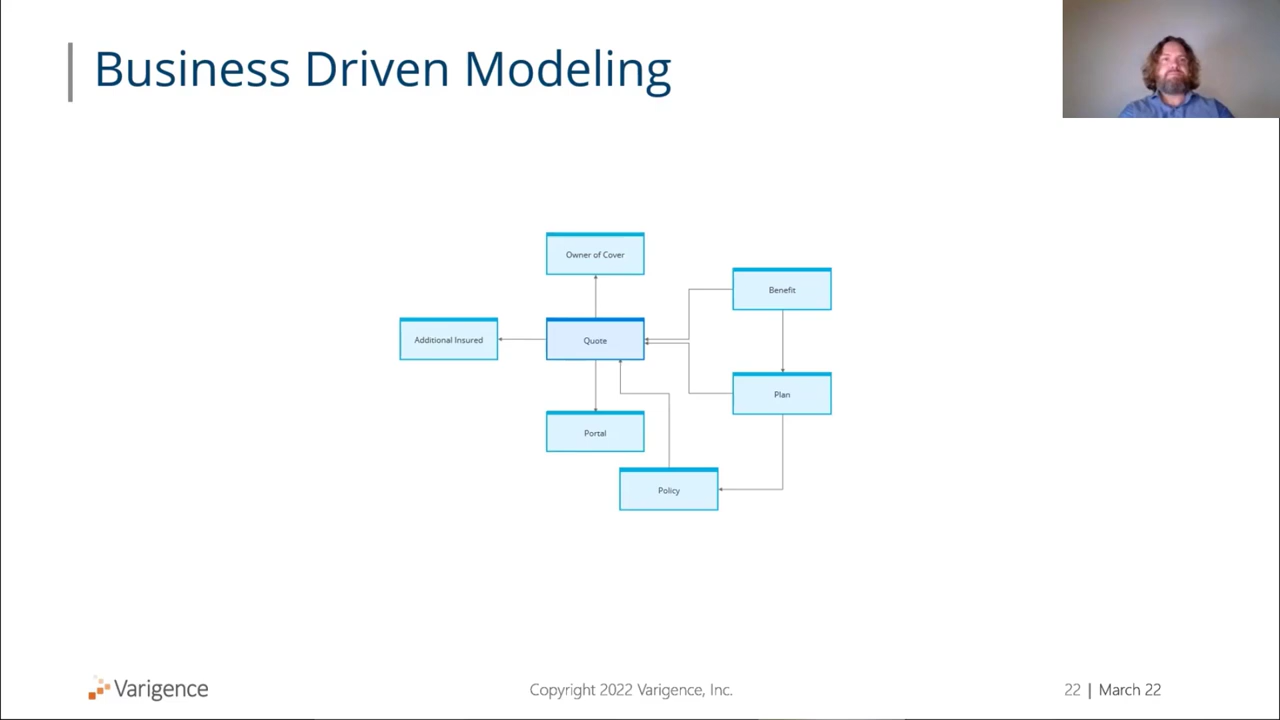 Business Driven Modeling
Owner of Cover
Benefit
Additional Insured
Quote
Plan
Portal
Policy
Varigence
Copyright 2022 Varigence, Inc.
22 | March 22